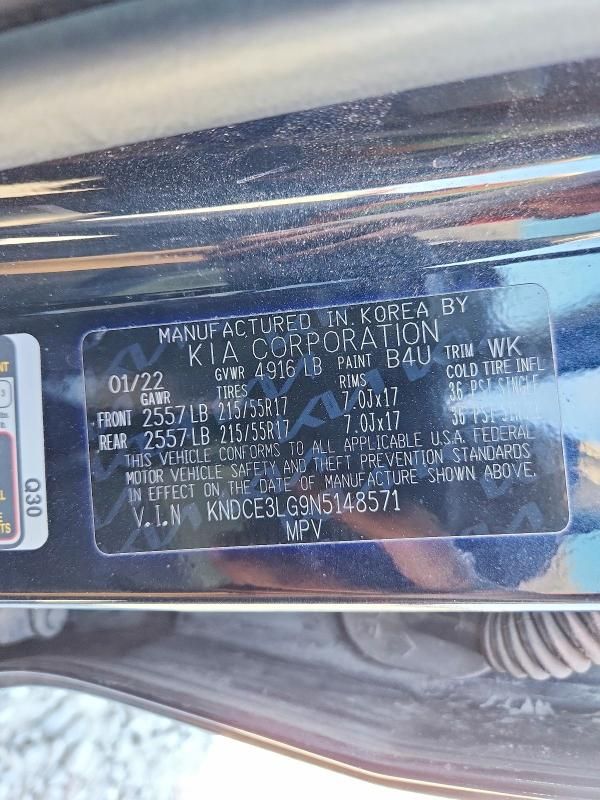 MANUFACTURED IN KOREA BY
KIA CORPORATION
01/22 GVWR 4916 LB PAINT B4U TRIM WK
GAWR TIRES RIMS COLD TIRE INFL
FRONT 2557 LB 215/55R17 7.0Jx17 36 PSI SINGLE
REAR 2557 LB 215/55R17 7.0Jx17 36 PSI SINGLE
THIS VEHICLE CONFORMS TO ALL APPLICABLE U.S.A. FEDERAL
MOTOR VEHICLE SAFETY AND THEFT PREVENTION STANDARDS
IN EFFECT ON THE DATE OF MANUFACTURE SHOWN ABOVE.
V.I.N KNDCE3LG9N5148571
MPV
Q30